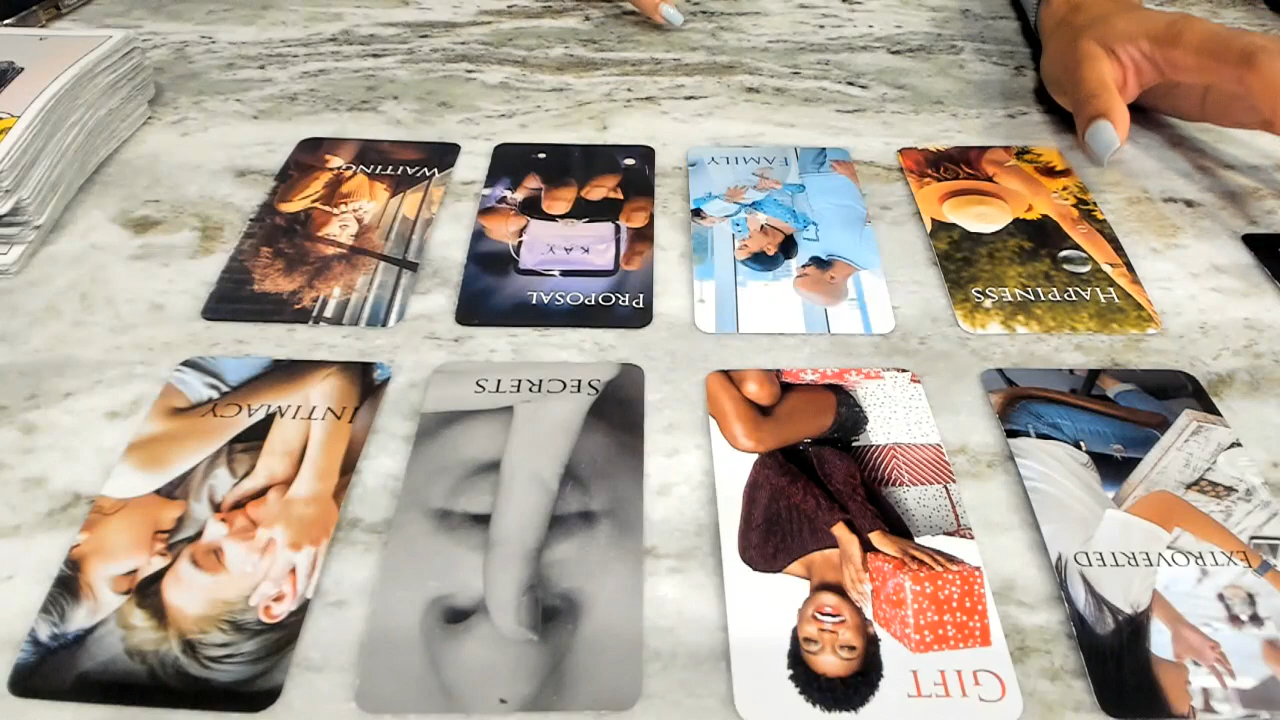 WAITING
PROPOSAL
KAY
FAMILY
HAPPINESS
INTIMACY
SECRETS
GIFT
EXTROVERTED